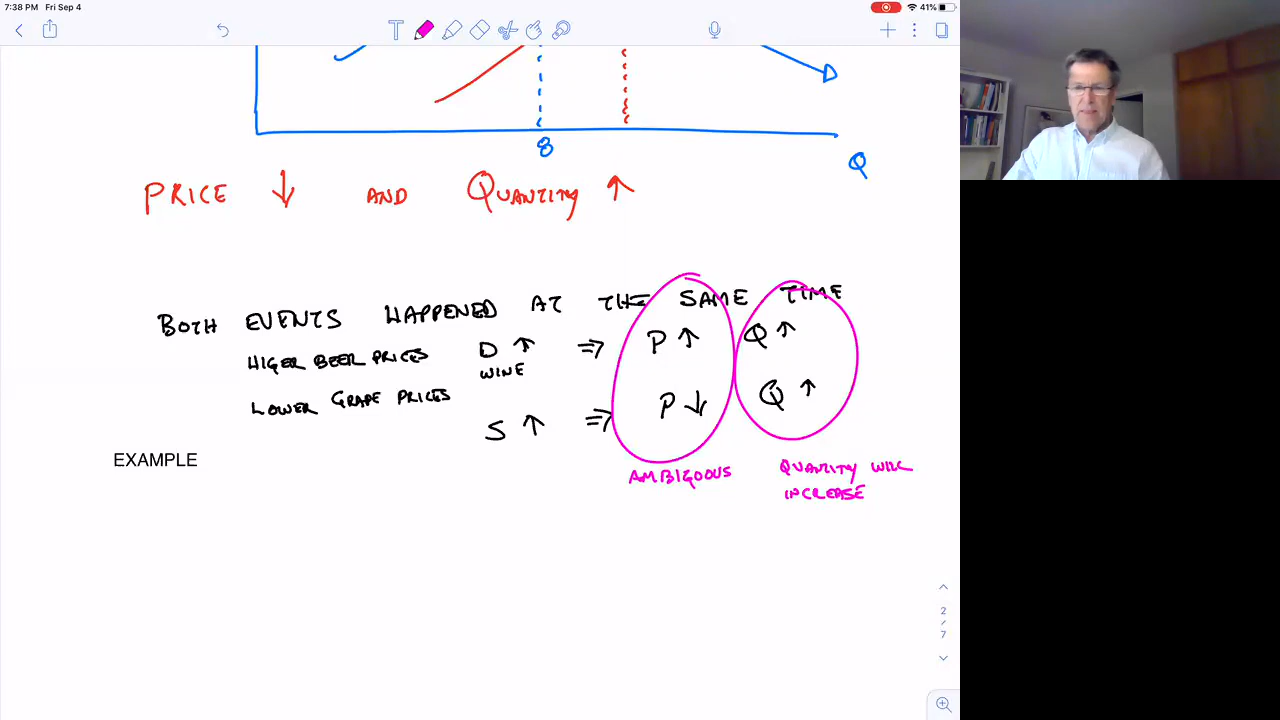 7:38 PM Fri Sep 4
41%
T
8
Q
PRICE ↓ AND QUANTITY ↑
BOTH EVENTS HAPPENED AT THE SAME TIME
HIGER BEER PRICES D ↑ ⇒ P ↑ Q ↑
WINE
LOWER GRAPE PRICES
S ↑ ⇒ P ↓ Q ↑
EXAMPLE
AMBIGOOUS QUANTITY WILL
INCREASE
2
/
7